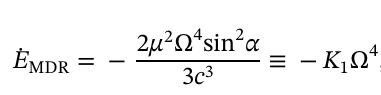 Ė_MDR = − 2μ²Ω⁴sin²α / 3c³ ≡ − K₁Ω⁴,